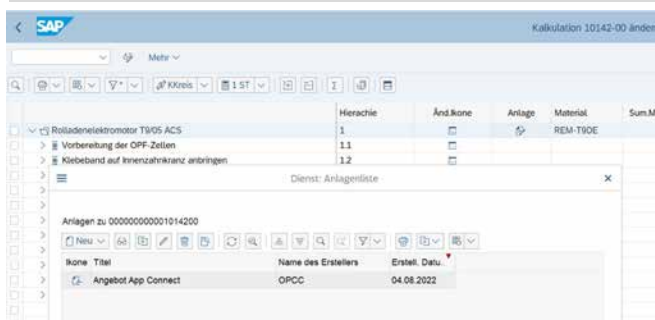 SAP
Kalkulation 10142-00 änder
Mehr
KKreis
1 ST
Hierachie Änd.Ikone Anlage Material Sum.M
Rolladenelektromotor T9/05 ACS 1 REM-T9DE
Vorbereitung der OPF-Zellen 1.1
Klebeband auf Innenzahnkranz anbringen 1.2
Dienst: Anlagenliste
Anlagen zu 000000000001014200
Neu
Ikone Titel Name des Erstellers Erstell. Datu..
Angebot App Connect OPCC 04.08.2022